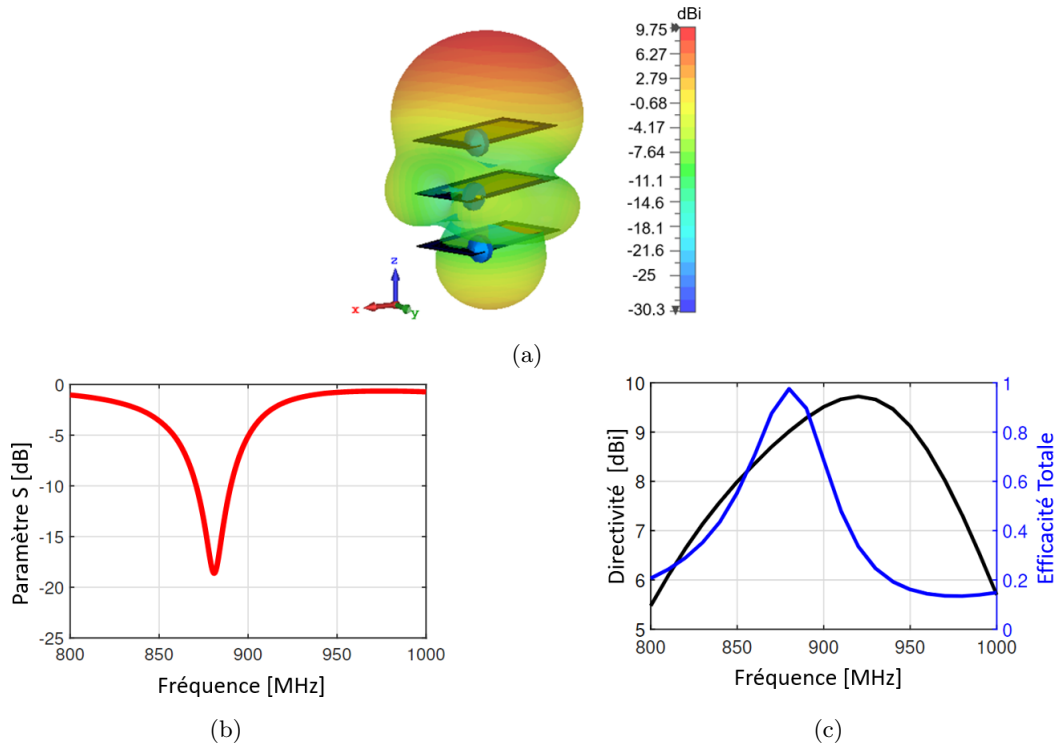 dBi
9.75
6.27
2.79
-0.68
-4.17
-7.64
-11.1
-14.6
-18.1
-21.6
-25
-30.3
z
x
y
(a)
0
-5
-10
-15
-20
-25
Paramètre S [dB]
800 850 900 950 1000
Fréquence [MHz]
(b)
10
9
8
7
6
5
Directivité [dBi]
1
0.8
0.6
0.4
0.2
0
Efficacité Totale
800 850 900 950 1000
Fréquence [MHz]
(c)